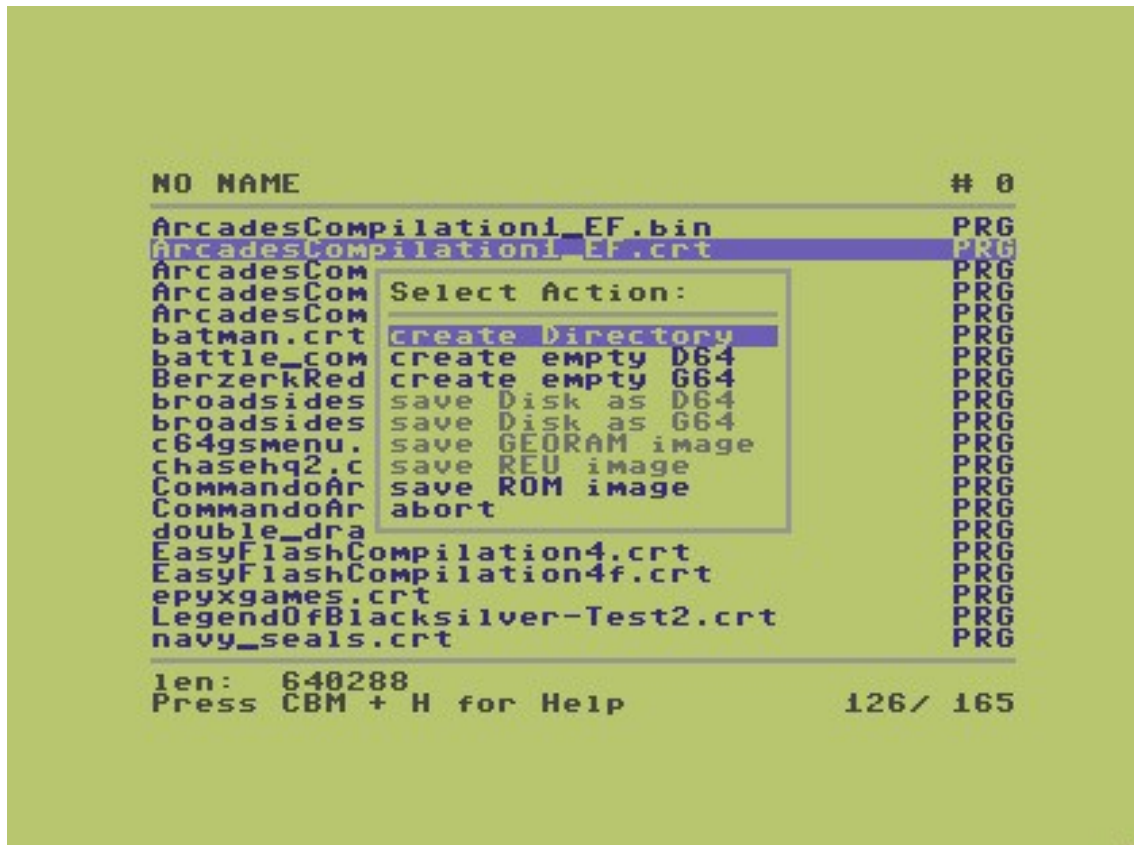 NO NAME # 0
ArcadesCompilation1_EF.bin PRG
ArcadesCompilation1_EF.crt PRG
ArcadesCom PRG
ArcadesCom Select Action: PRG
ArcadesCom PRG
batman.crt create Directory PRG
battle_com create empty D64 PRG
BerzerkRed create empty G64 PRG
broadsides save Disk as D64 PRG
broadsides save Disk as G64 PRG
c64gsmenu. save GEORAM image PRG
chasehq2.c save REU image PRG
CommandoAr save ROM image PRG
CommandoAr abort PRG
double_dra PRG
EasyFlashCompilation4.crt PRG
EasyFlashCompilation4f.crt PRG
epyxgames.crt PRG
LegendOfBlacksilver-Test2.crt PRG
navy_seals.crt PRG
len: 640288
Press CBM + H for Help 126/ 165